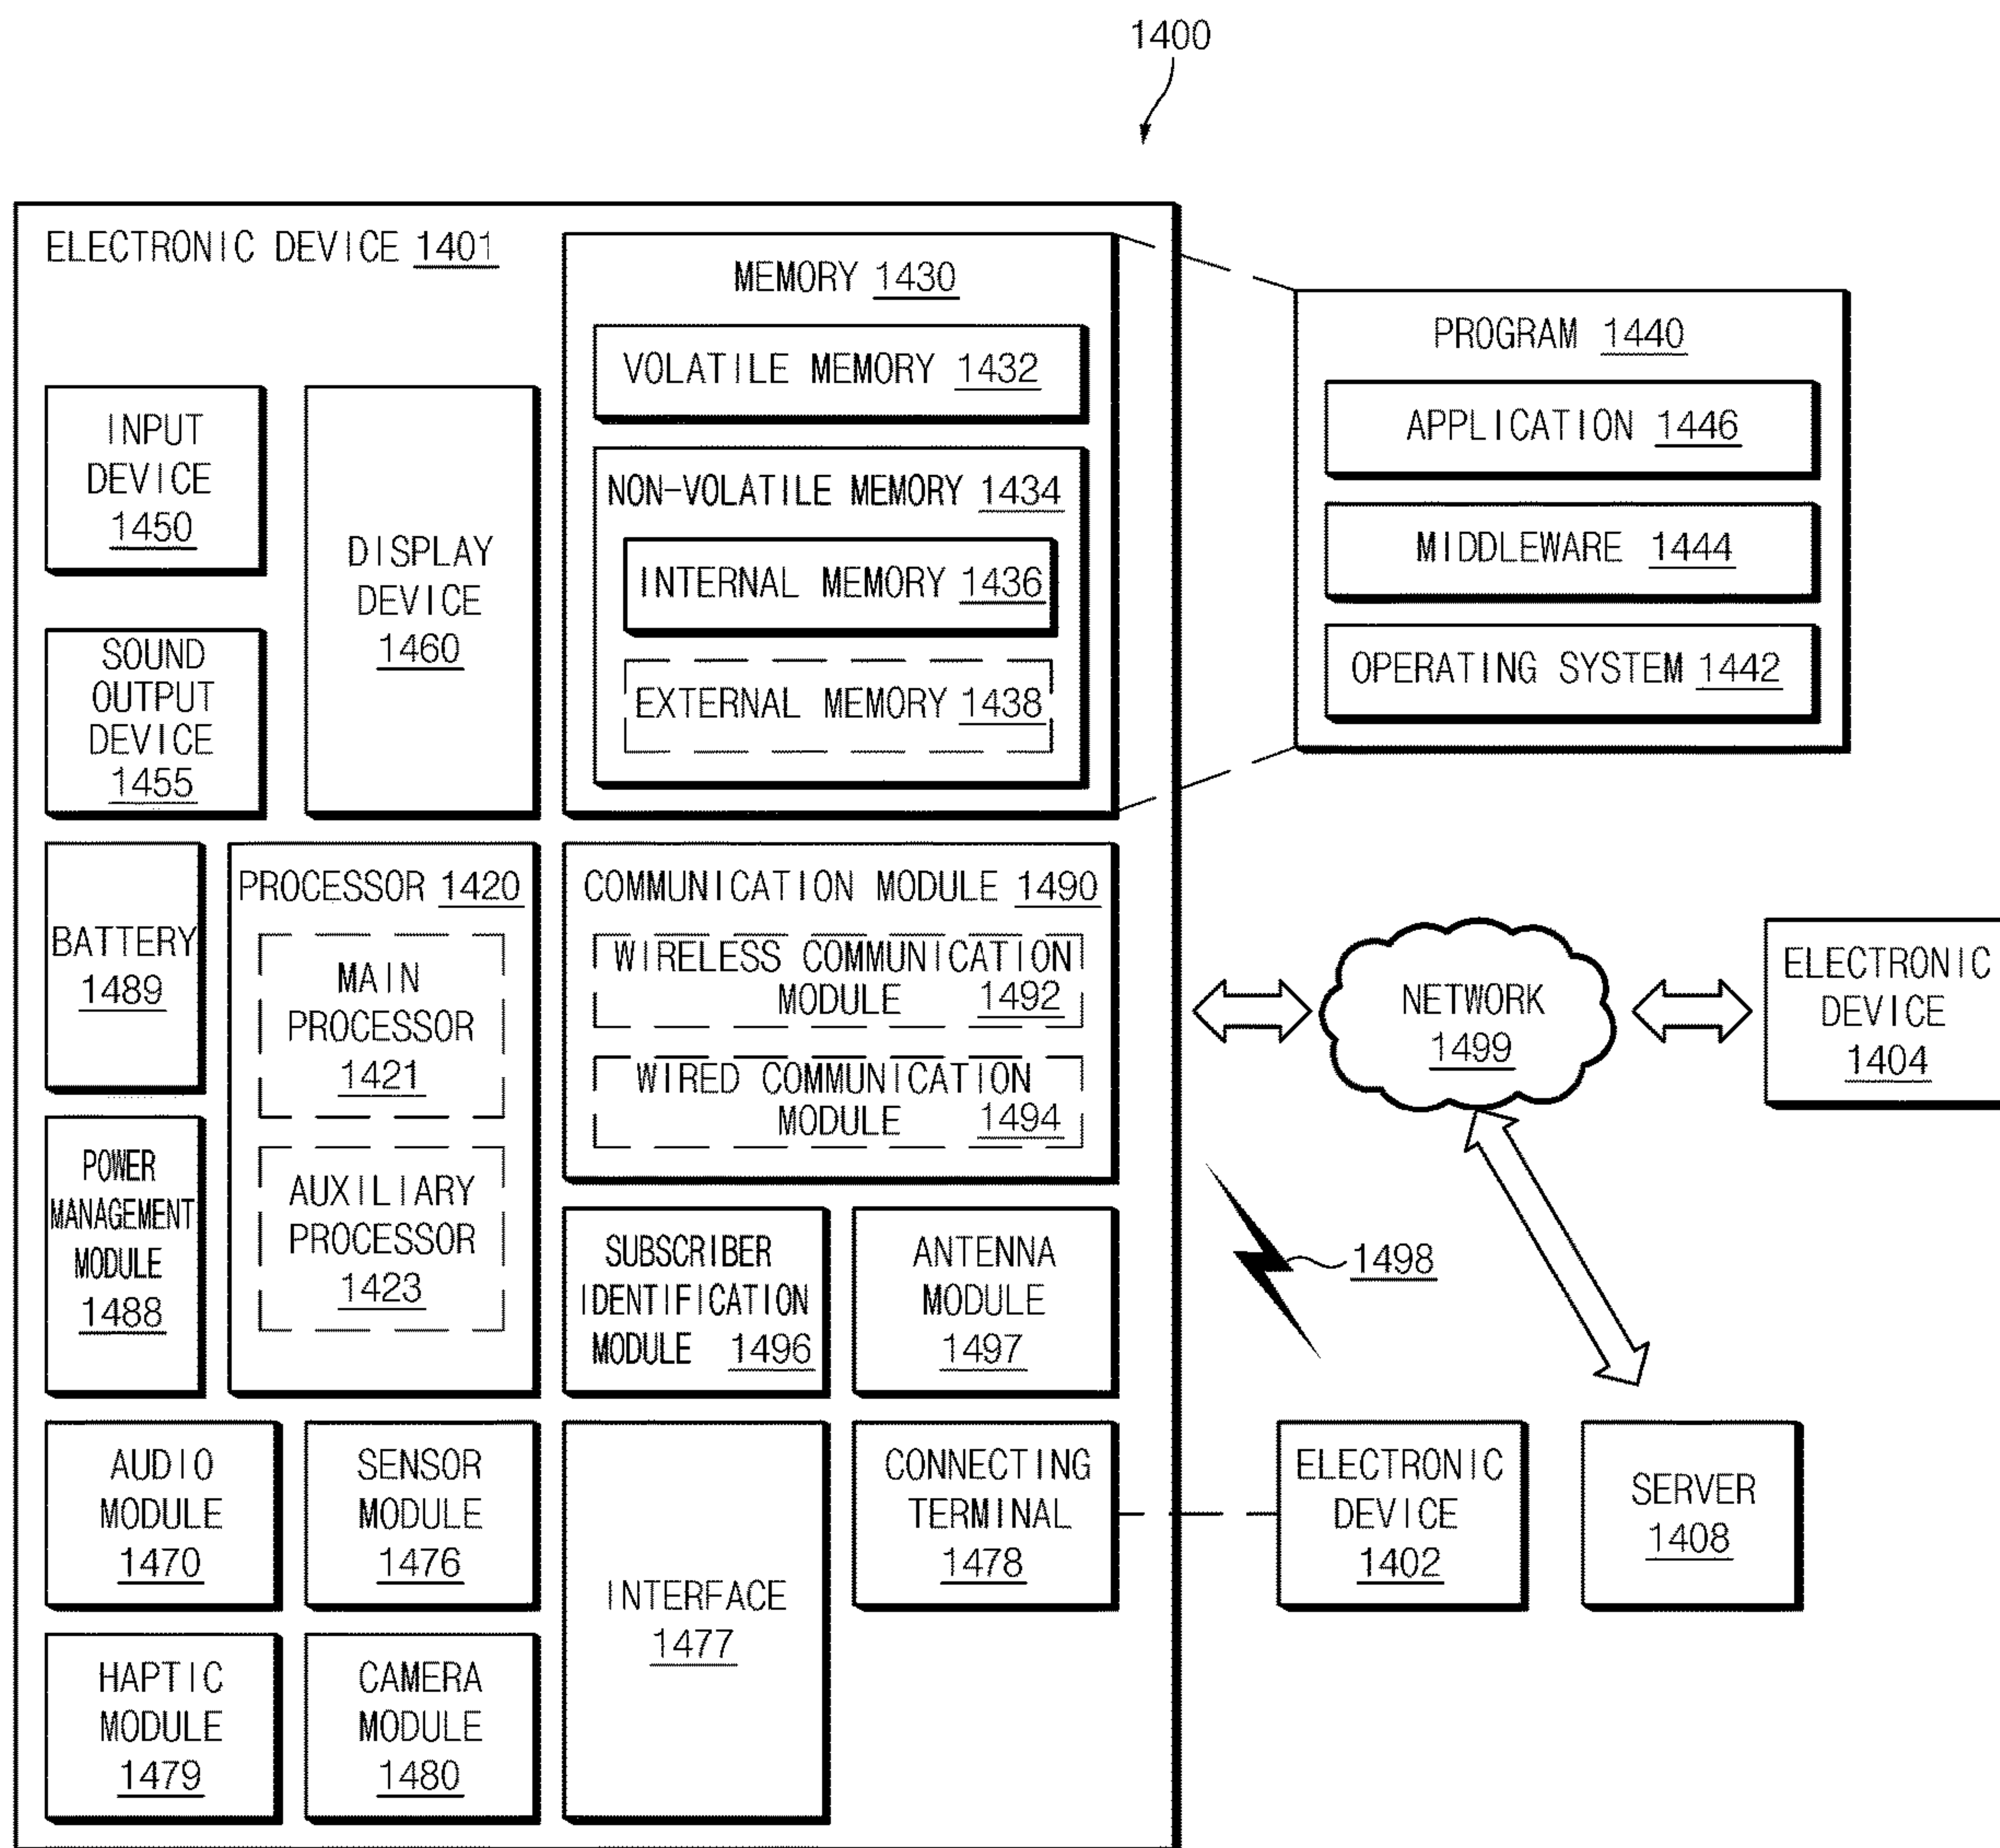 1400
ELECTRONIC DEVICE 1401
MEMORY 1430
VOLATILE MEMORY 1432
NON-VOLATILE MEMORY 1434
INTERNAL MEMORY 1436
EXTERNAL MEMORY 1438
PROGRAM 1440
APPLICATION 1446
MIDDLEWARE 1444
OPERATING SYSTEM 1442
INPUT
DEVICE
1450
DISPLAY
DEVICE
1460
SOUND
OUTPUT
DEVICE
1455
BATTERY
1489
PROCESSOR 1420
MAIN
PROCESSOR
1421
AUXILIARY
PROCESSOR
1423
COMMUNICATION MODULE 1490
WIRELESS COMMUNICATION
MODULE 1492
WIRED COMMUNICATION
MODULE 1494
NETWORK
1499
ELECTRONIC
DEVICE
1404
POWER
MANAGEMENT
MODULE
1488
SUBSCRIBER
IDENTIFICATION
MODULE 1496
ANTENNA
MODULE
1497
1498
AUDIO
MODULE
1470
SENSOR
MODULE
1476
INTERFACE
1477
CONNECTING
TERMINAL
1478
ELECTRONIC
DEVICE
1402
SERVER
1408
HAPTIC
MODULE
1479
CAMERA
MODULE
1480